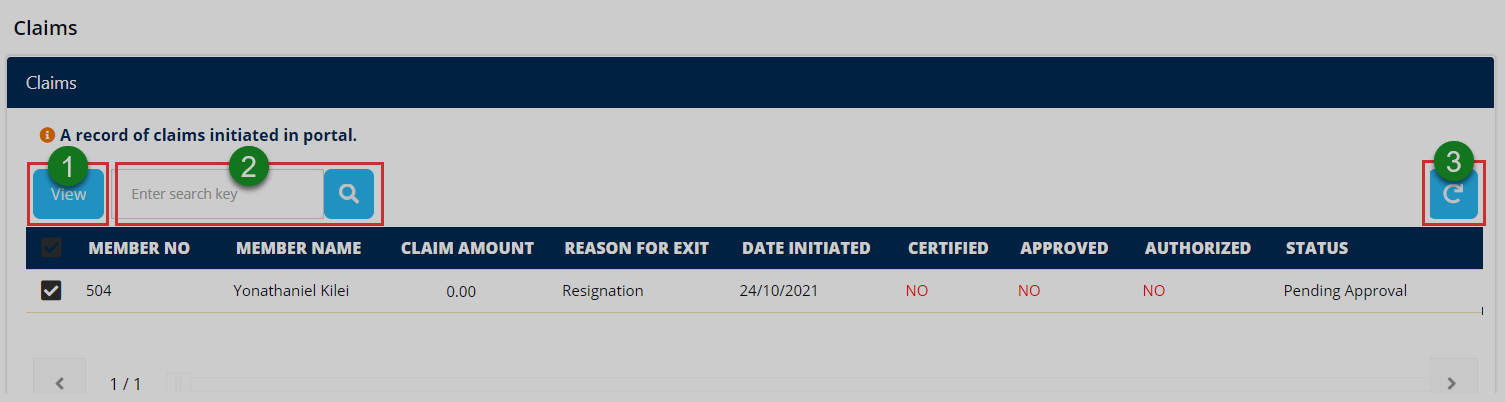 Claims
Claims
A record of claims initiated in portal.
1 2 3
View Enter search key
MEMBER NO MEMBER NAME CLAIM AMOUNT REASON FOR EXIT DATE INITIATED CERTIFIED APPROVED AUTHORIZED STATUS
504 Yonathaniel Kilei 0.00 Resignation 24/10/2021 NO NO NO Pending Approval
1 / 1